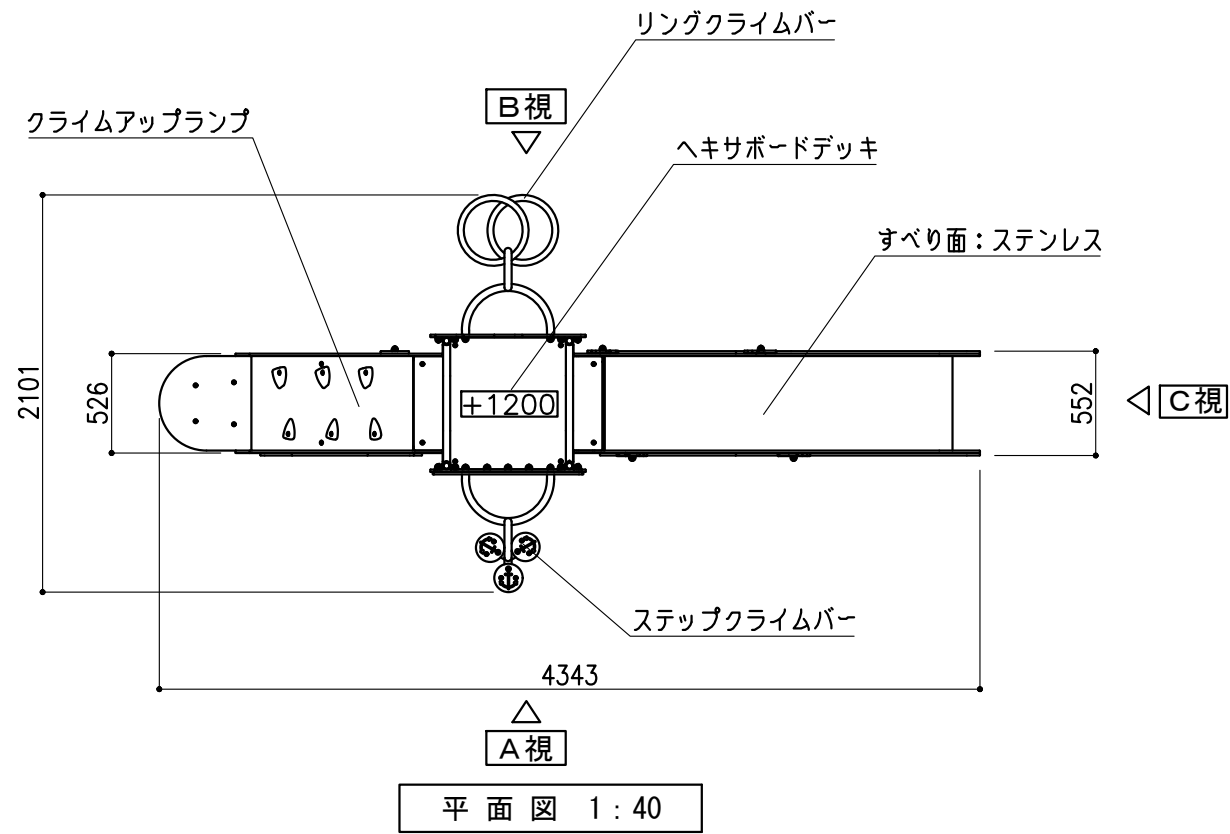 リングクライムバー
B視
クライムアップランプ
ヘキサボードデッキ
すべり面：ステンレス
2101
526
+1200
552
C視
ステップクライムバー
4343
A視
平面図 1：40